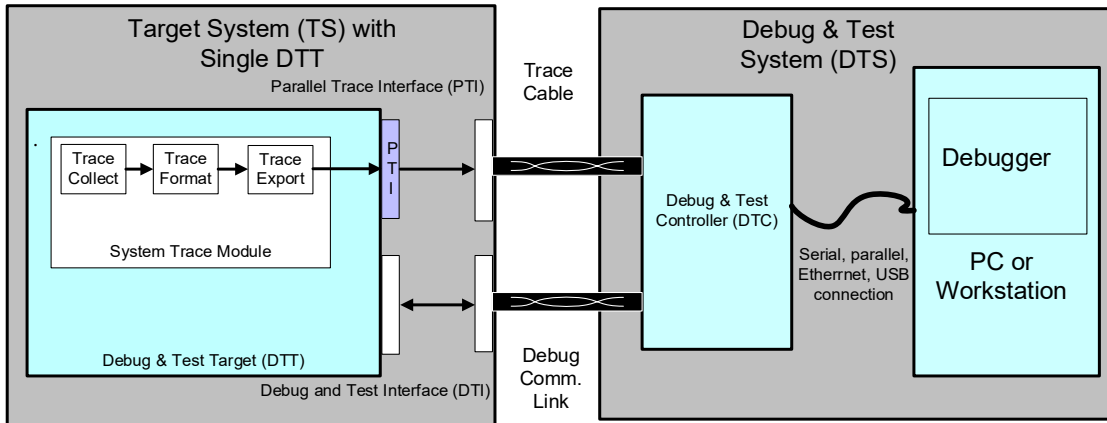 Target System (TS) with
Single DTT
Parallel Trace Interface (PTI)
Trace
Collect
Trace
Format
Trace
Export
System Trace Module
P
T
I
Debug & Test Target (DTT)
Debug and Test Interface (DTI)
Trace
Cable
Debug
Comm.
Link
Debug & Test
System (DTS)
Debug & Test
Controller (DTC)
Serial, parallel,
Etherrnet, USB
connection
Debugger
PC or
Workstation